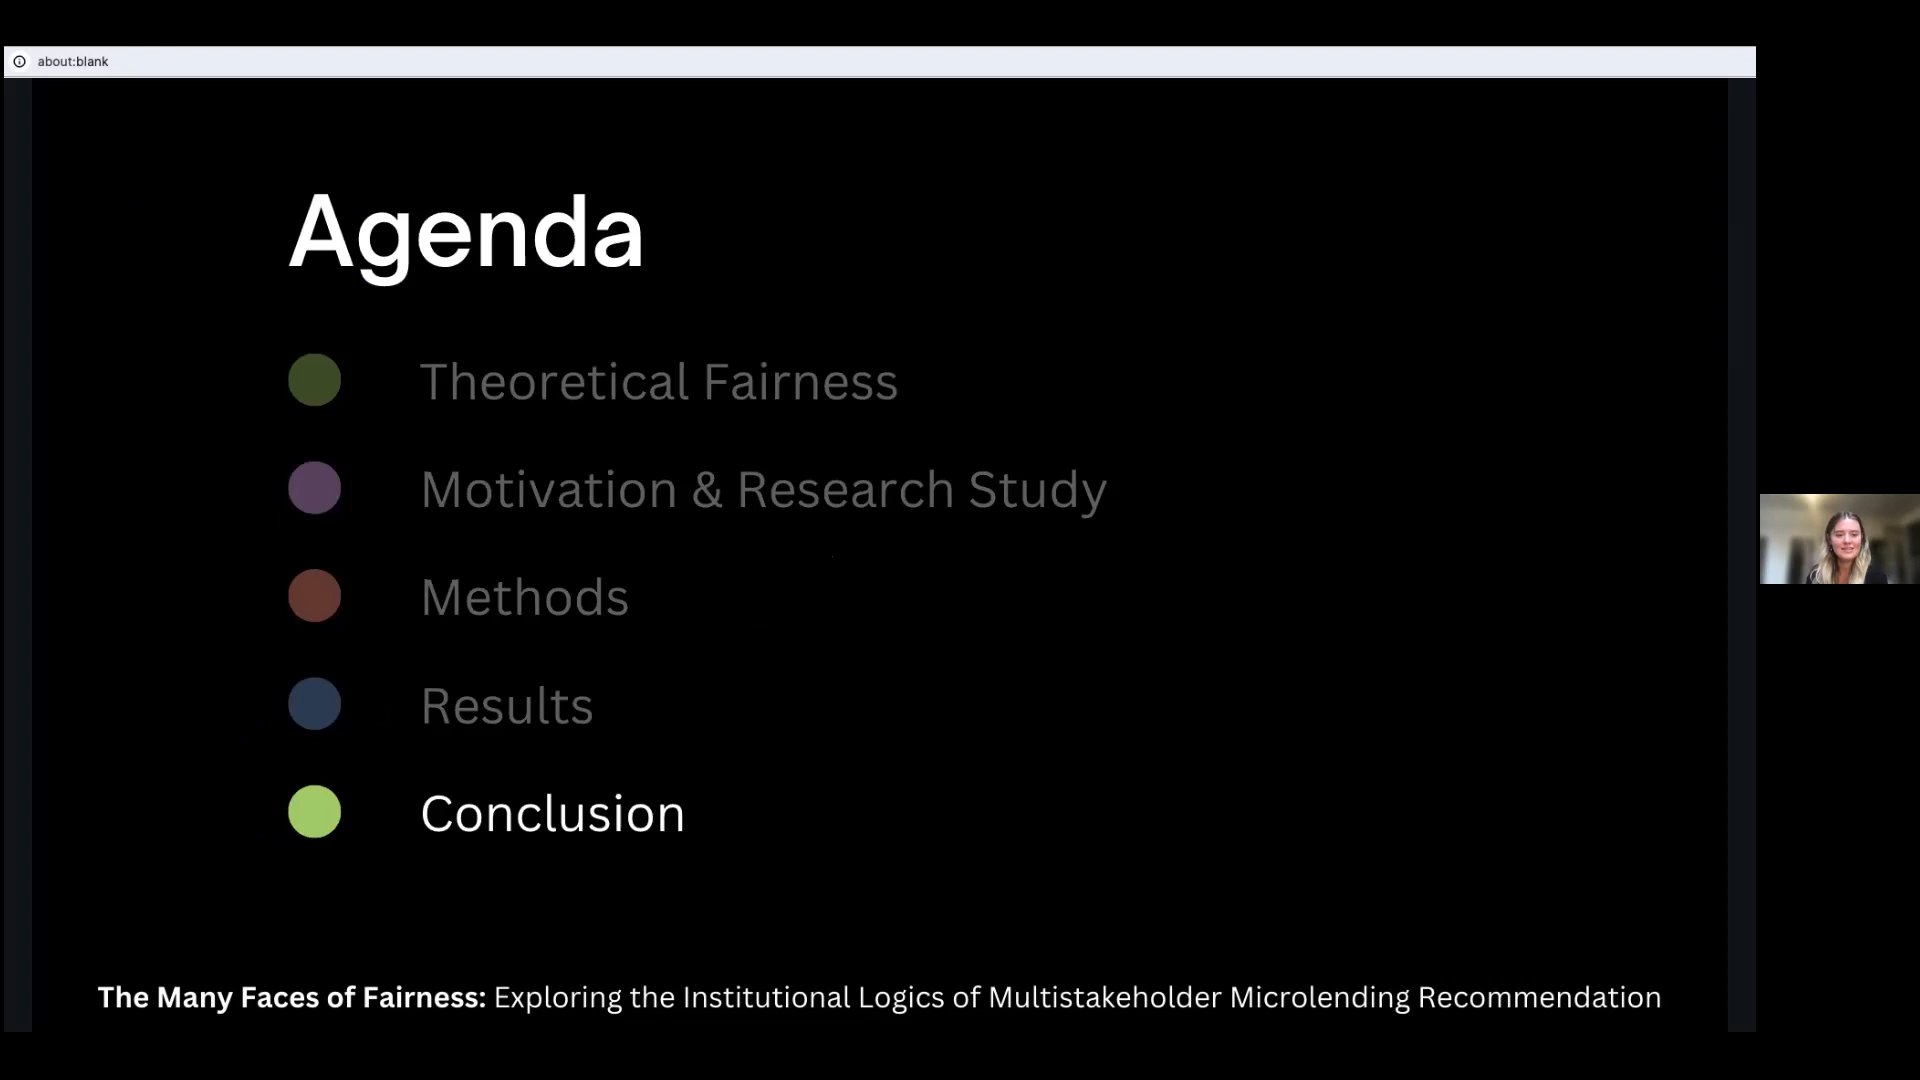 about:blank
Agenda
Theoretical Fairness
Motivation & Research Study
Methods
Results
Conclusion
The Many Faces of Fairness: Exploring the Institutional Logics of Multistakeholder Microlending Recommendation